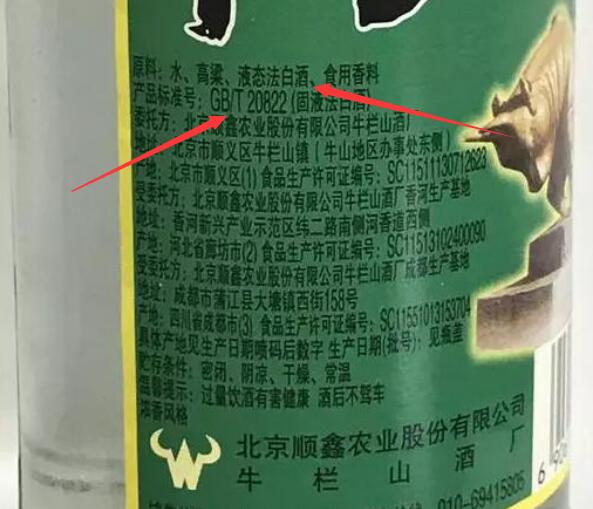 原料：水、高粱、液态法白酒、食用香料
产品标准号：GB/T 20822(固液法白酒)
委托方：北京顺鑫农业股份有限公司牛栏山酒厂
地址：北京市顺义区牛栏山镇（牛山地区办事处东侧）
产地：北京市顺义区(1) 食品生产许可证编号：SC11511130712623
受委托方：北京顺鑫农业股份有限公司牛栏山酒厂香河生产基地
地址：香河新兴产业示范区纬二路南侧河香道西侧
产地：河北省廊坊市(2) 食品生产许可证编号：SC11513102400090
受委托方：北京顺鑫农业股份有限公司牛栏山酒厂成都生产基地
地址：成都市蒲江县大塘镇西街158号
产地：四川省成都市(3) 食品生产许可证编号：SC11551013153704
具体产地见生产日期喷码后数字 生产日期(批号)：见瓶盖
贮存条件：密闭、阴凉、干燥、常温
温馨提示：过量饮酒有害健康 酒后不驾车
浓香风格
北京顺鑫农业股份有限公司
牛栏山酒厂
010-69415805